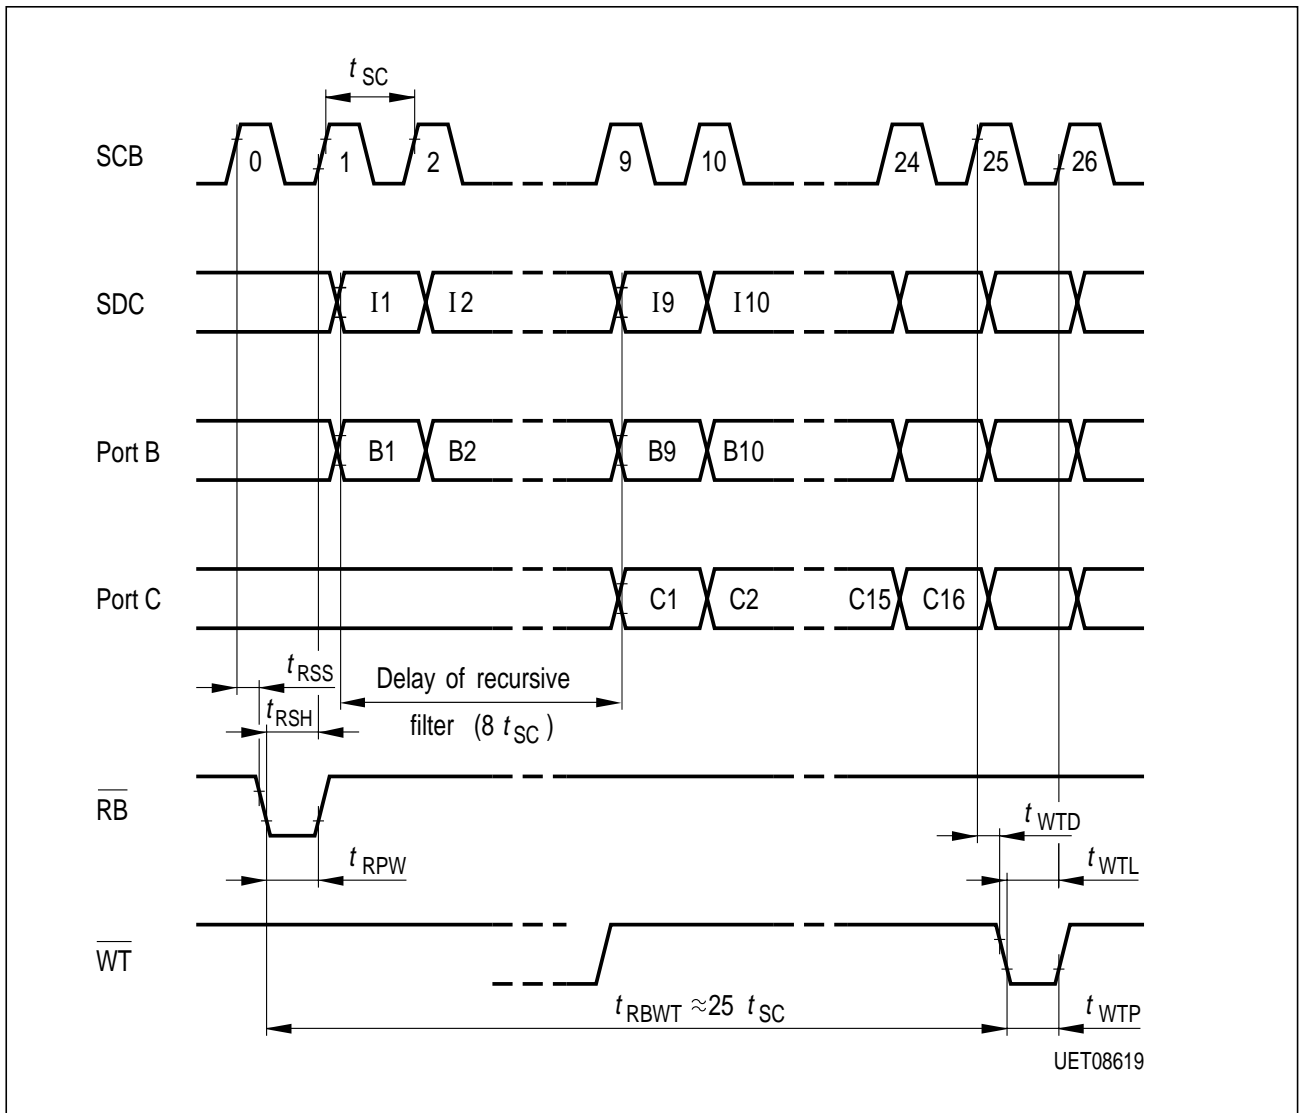 t SC
SCB 0 1 2 9 10 24 25 26
SDC I1 I2 I9 I10
Port B B1 B2 B9 B10
Port C C1 C2 C15 C16
t RSS
Delay of recursive
t RSH
filter (8 t SC )
RB
t WTD
t RPW
t WTL
WT
t RBWT ≈25 t SC
t WTP
UET08619